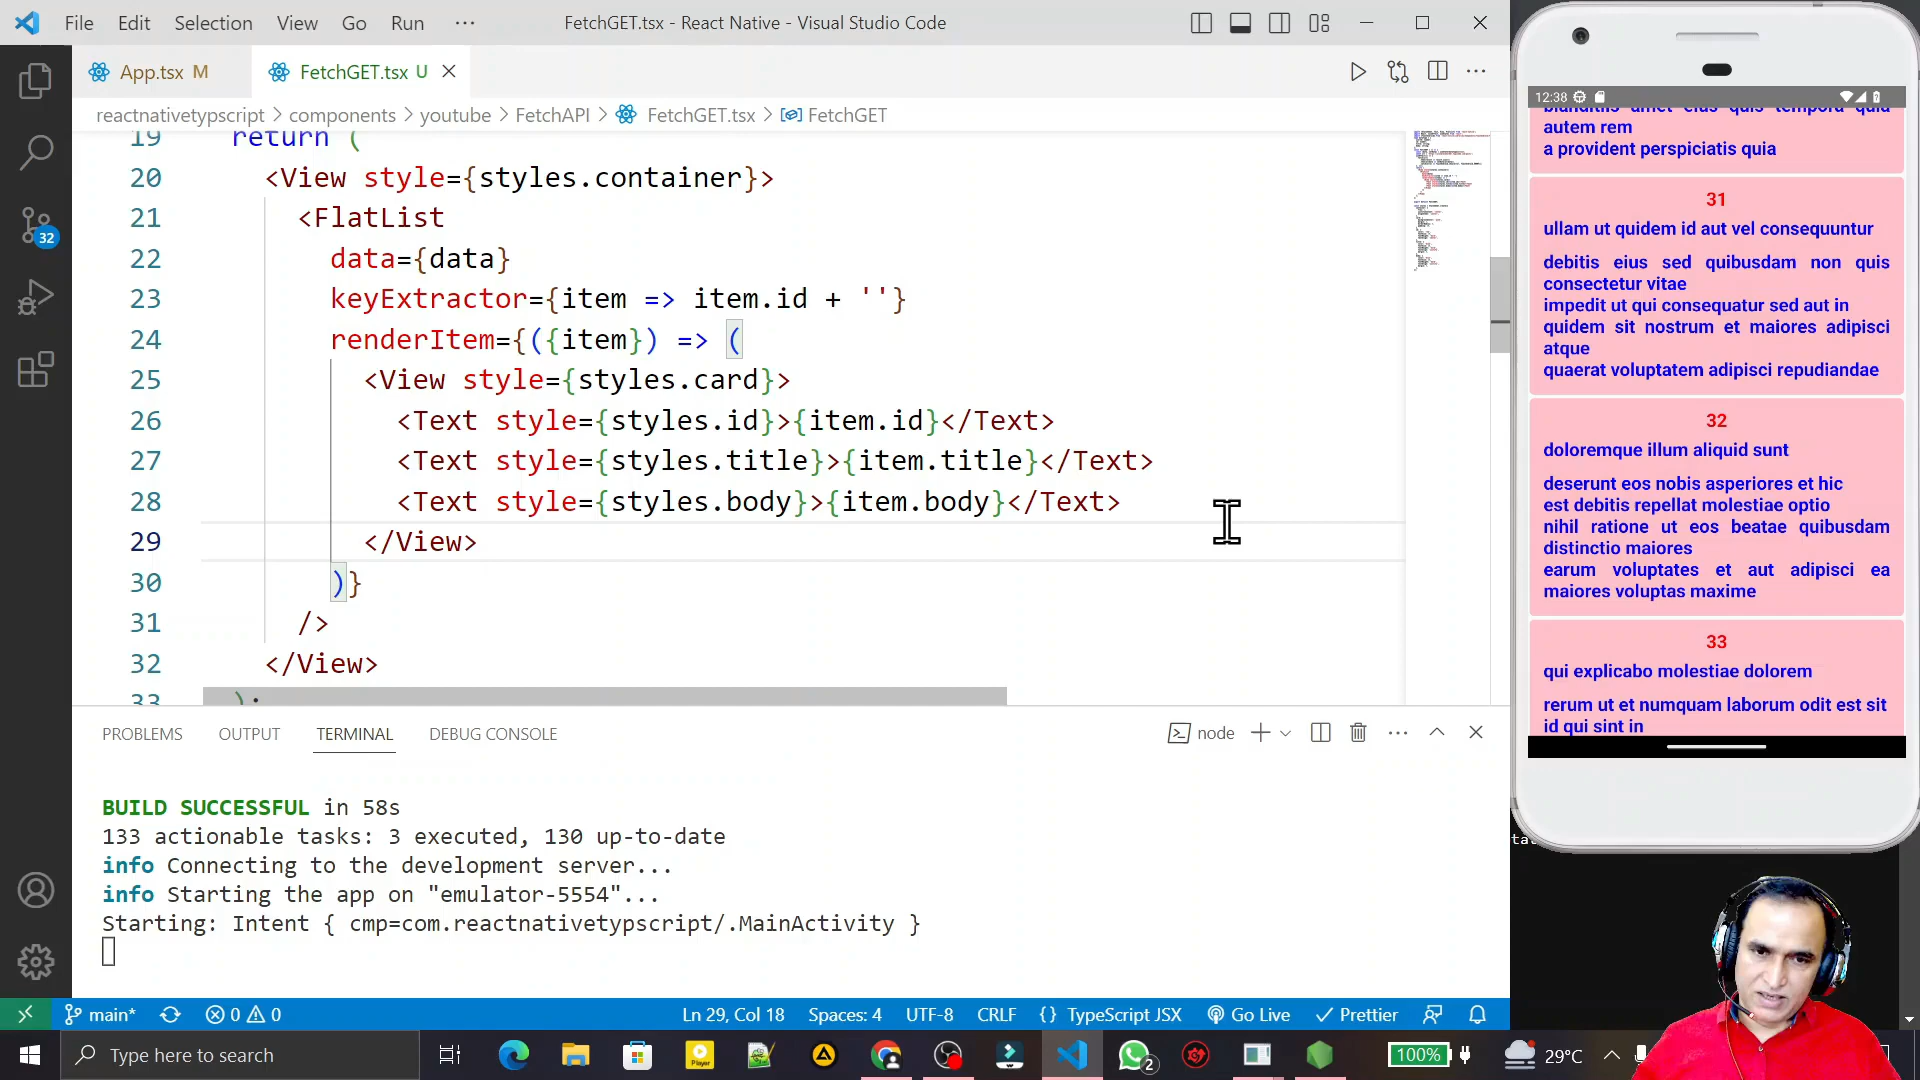 File Edit Selection View Go Run ···
FetchGET.tsx - React Native - Visual Studio Code
App.tsx M
FetchGET.tsx U
reactnativetypscript > components > youtube > FetchAPI > FetchGET.tsx > FetchGET
19 return (
20 <View style={styles.container}>
21 <FlatList
22 data={data}
23 keyExtractor={item => item.id + ''}
24 renderItem={({item}) => (
25 <View style={styles.card}>
26 <Text style={styles.id}>{item.id}</Text>
27 <Text style={styles.title}>{item.title}</Text>
28 <Text style={styles.body}>{item.body}</Text>
29 </View>
30 )}
31 />
32 </View>
33 );
PROBLEMS OUTPUT TERMINAL DEBUG CONSOLE
node
BUILD SUCCESSFUL in 58s
133 actionable tasks: 3 executed, 130 up-to-date
info Connecting to the development server...
info Starting the app on "emulator-5554"...
Starting: Intent { cmp=com.reactnativetypscript/.MainActivity }
32
main* 0 0
Ln 29, Col 18 Spaces: 4 UTF-8 CRLF {} TypeScript JSX Go Live Prettier
Type here to search
Player
2
100%
29°C
12:38
blanditiis amet eius quis tempora quia
autem rem
a provident perspiciatis quia
31
ullam ut quidem id aut vel consequuntur
debitis eius sed quibusdam non quis
consectetur vitae
impedit ut qui consequatur sed aut in
quidem sit nostrum et maiores adipisci
atque
quaerat voluptatem adipisci repudiandae
32
doloremque illum aliquid sunt
deserunt eos nobis asperiores et hic
est debitis repellat molestiae optio
nihil ratione ut eos beatae quibusdam
distinctio maiores
earum voluptates et aut adipisci ea
maiores voluptas maxime
33
qui explicabo molestiae dolorem
rerum ut et numquam laborum odit est sit
id qui sint in